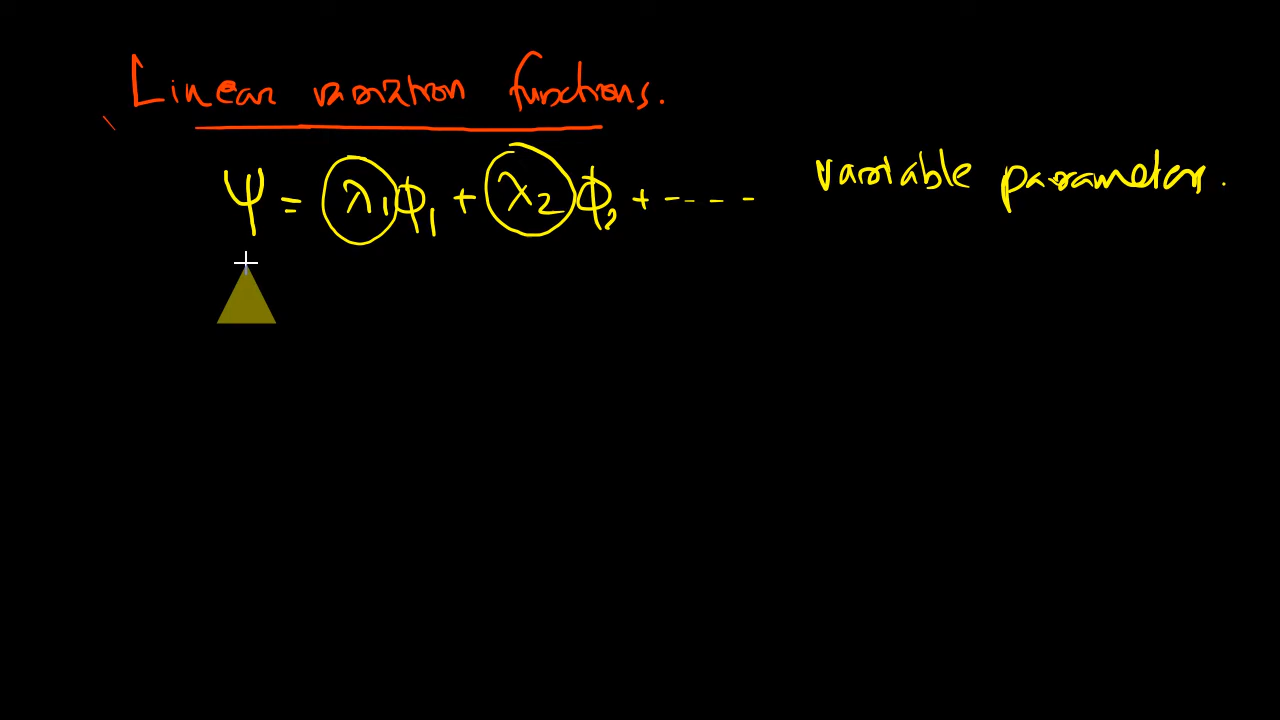 Linear variation functions.
ψ = λ1ϕ1 + λ2ϕ2 + ---- variable parameter.